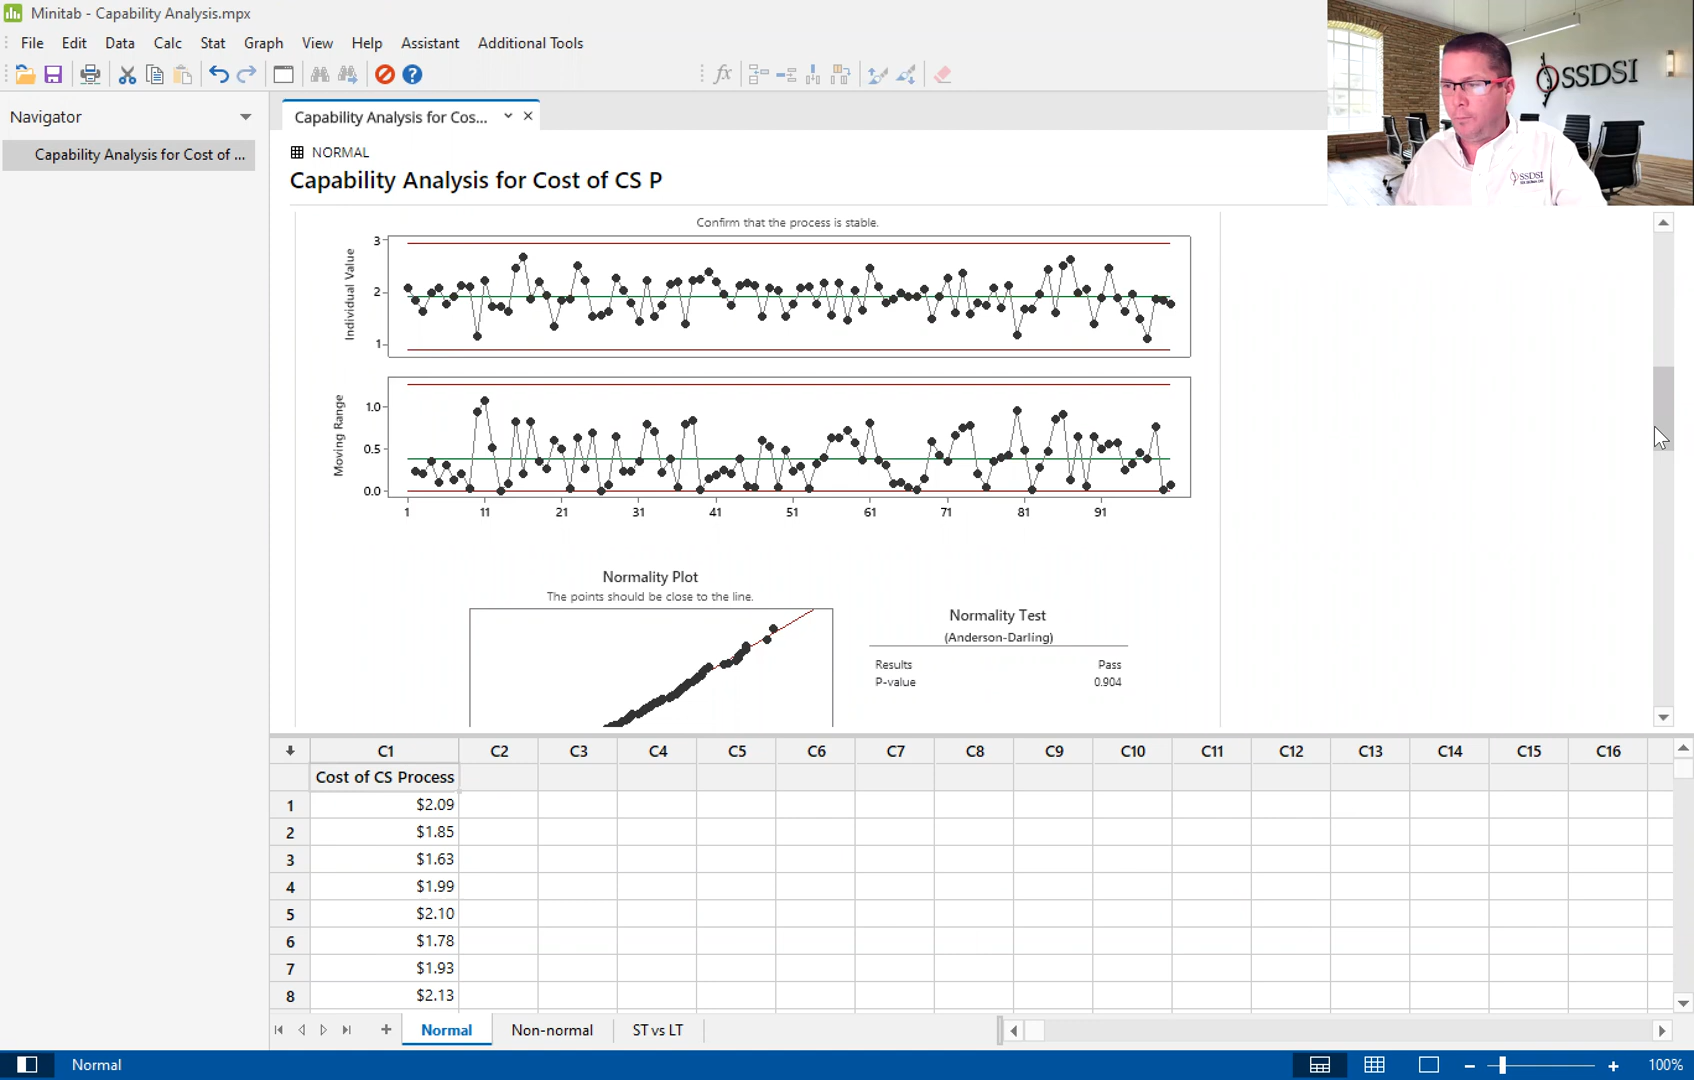 Minitab - Capability Analysis.mpx
File Edit Data Calc Stat Graph View Help Assistant Additional Tools
fx
SSDSI
SSDSI
Navigator
Capability Analysis for Cos...
Capability Analysis for Cost of ...
NORMAL
Capability Analysis for Cost of CS P
Confirm that the process is stable.
Individual Value
3
2
1
Moving Range
1.0
0.5
0.0
1 11 21 31 41 51 61 71 81 91
Normality Plot
The points should be close to the line.
Normality Test
(Anderson-Darling)
Results Pass
P-value 0.904
C1 C2 C3 C4 C5 C6 C7 C8 C9 C10 C11 C12 C13 C14 C15 C16
Cost of CS Process
1 $2.09
2 $1.85
3 $1.63
4 $1.99
5 $2.10
6 $1.78
7 $1.93
8 $2.13
Normal Non-normal ST vs LT
Normal
100%